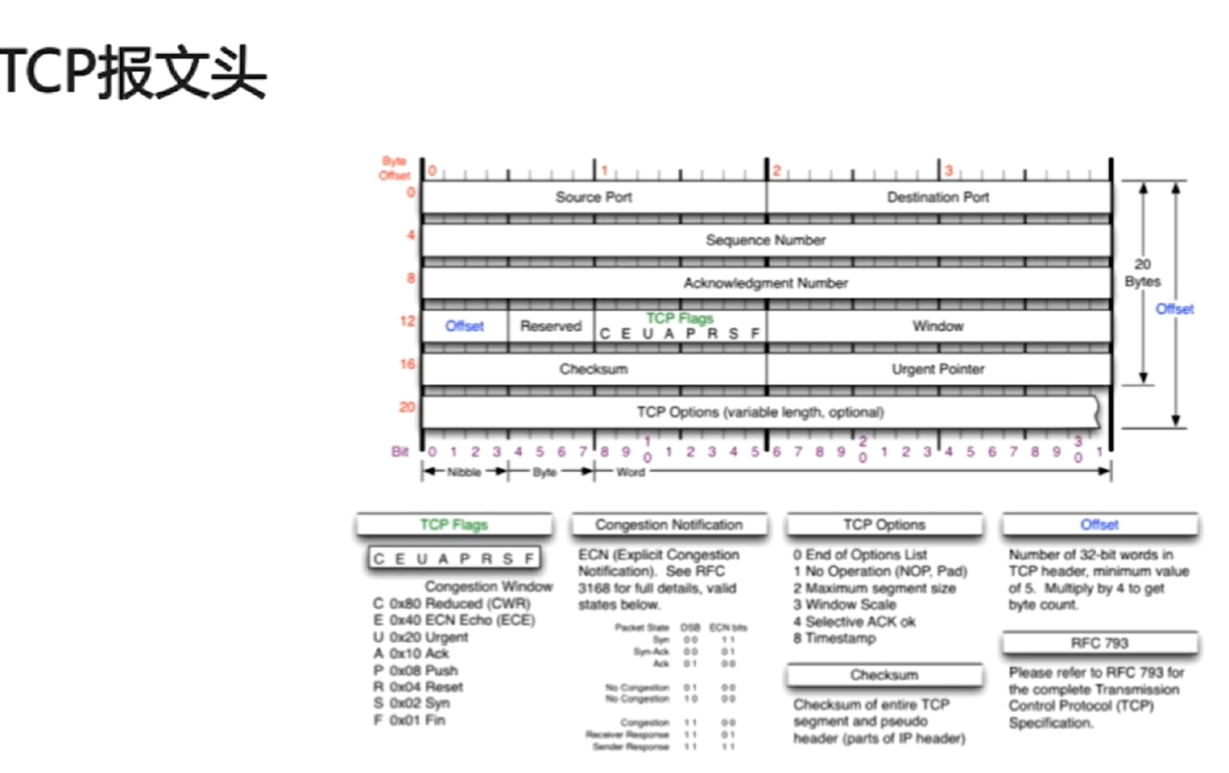 TCP报文头
Byte
Offset
0 1 2 3
0 Source Port Destination Port
4 Sequence Number
8 Acknowledgment Number
20
Bytes
Offset
12 Offset Reserved TCP Flags Window
C E U A P R S F
16 Checksum Urgent Pointer
20 TCP Options (variable length, optional)
Bit 0 1 2 3 4 5 6 7 8 9 10 1 2 3 4 5 6 7 8 9 20 1 2 3 4 5 6 7 8 9 30 1
Nibble Byte Word
TCP Flags
C E U A P R S F
Congestion Window
C 0x80 Reduced (CWR)
E 0x40 ECN Echo (ECE)
U 0x20 Urgent
A 0x10 Ack
P 0x08 Push
R 0x04 Reset
S 0x02 Syn
F 0x01 Fin
Congestion Notification
ECN (Explicit Congestion
Notification). See RFC
3168 for full details, valid
states below.
Packet State DSB ECN bits
Syn 0 0 1 1
Syn-Ack 0 0 0 1
Ack 0 1 0 0
No Congestion 0 1 0 0
No Congestion 1 0 0 0
Congestion 1 1 0 0
Receiver Response 1 1 0 1
Sender Response 1 1 1 1
TCP Options
0 End of Options List
1 No Operation (NOP, Pad)
2 Maximum segment size
3 Window Scale
4 Selective ACK ok
8 Timestamp
Checksum
Checksum of entire TCP
segment and pseudo
header (parts of IP header)
Offset
Number of 32-bit words in
TCP header, minimum value
of 5. Multiply by 4 to get
byte count.
RFC 793
Please refer to RFC 793 for
the complete Transmission
Control Protocol (TCP)
Specification.